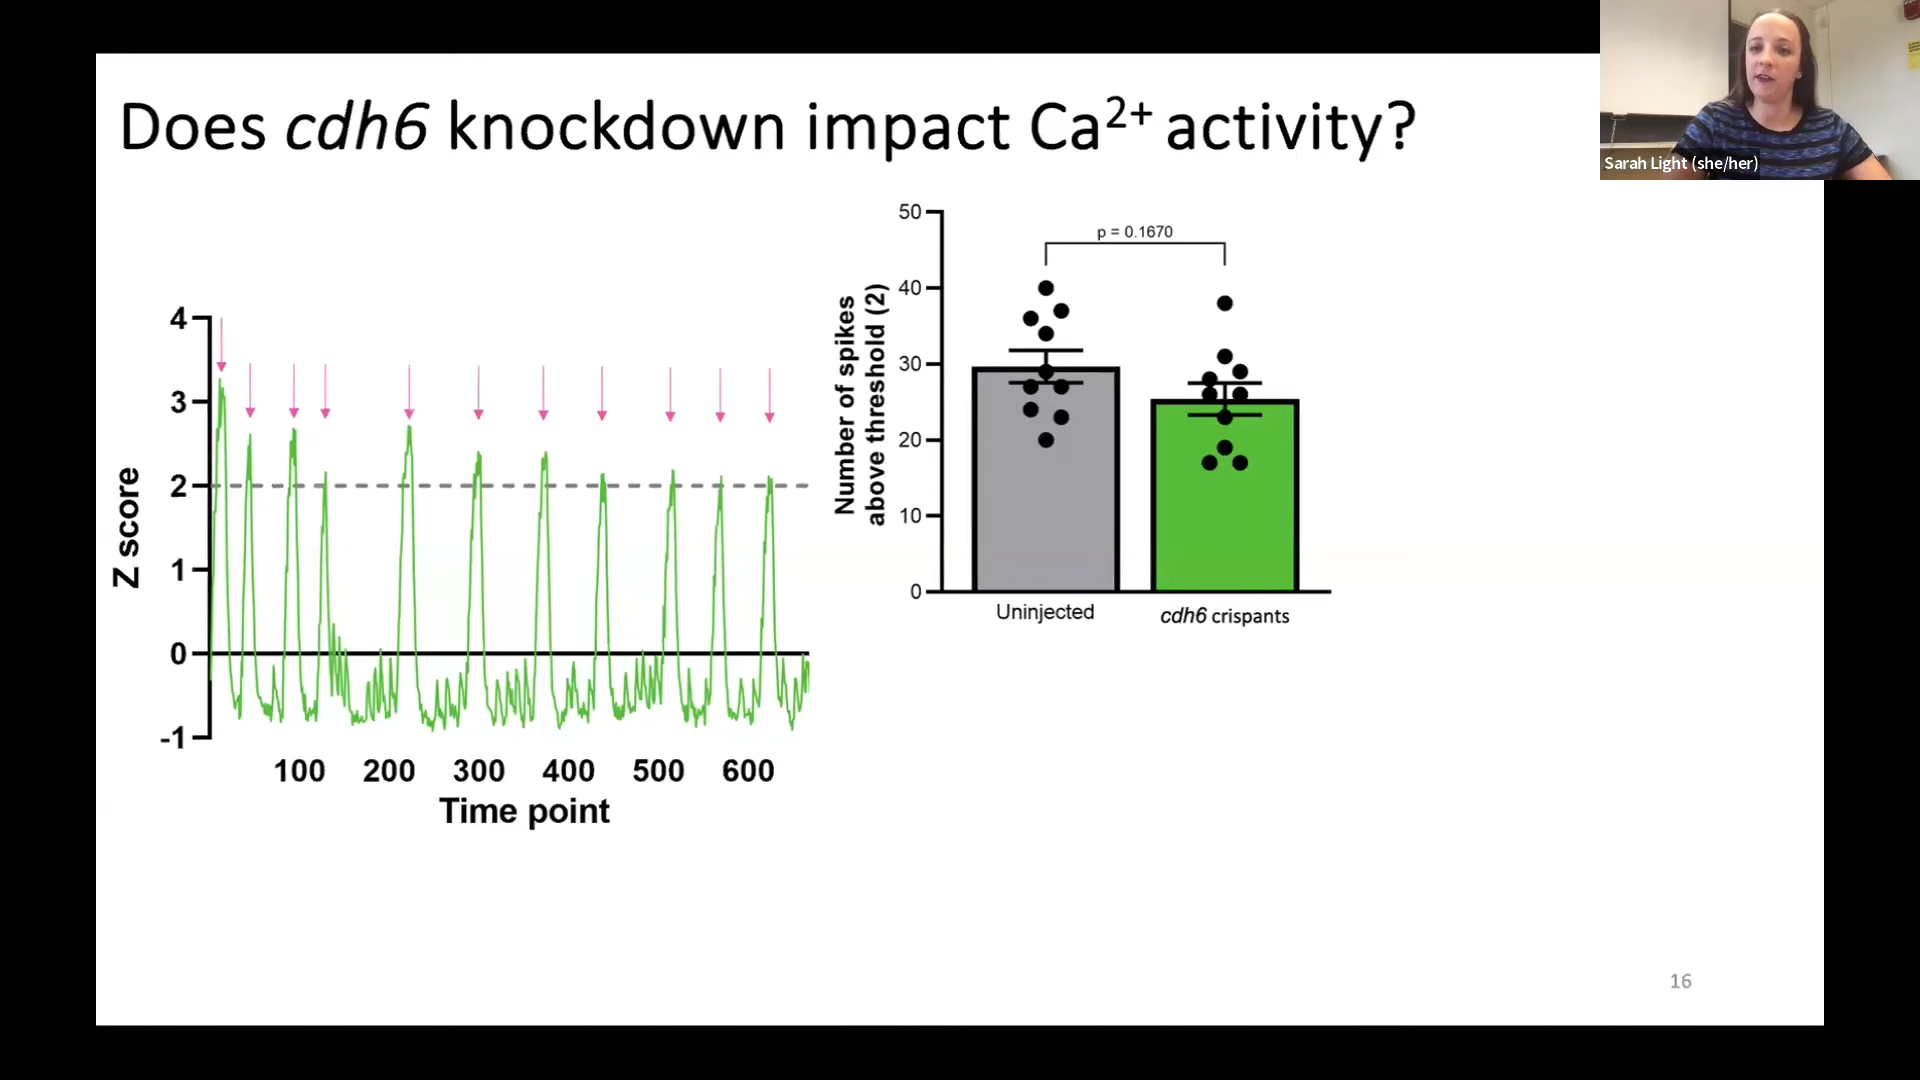 Does cdh6 knockdown impact Ca2+ activity?
Sarah Light (she/her)
4
3
2
1
0
-1
Z score
100 200 300 400 500 600
Time point
50
40
30
20
10
0
Number of spikes
above threshold (2)
p = 0.1670
Uninjected
cdh6 crispants
16